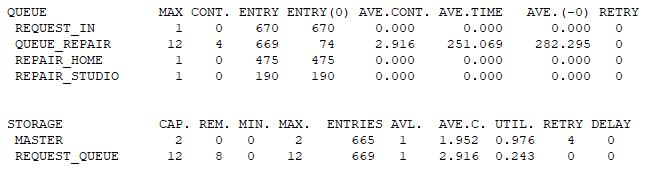 QUEUE MAX CONT. ENTRY ENTRY(0) AVE.CONT. AVE.TIME AVE.(-0) RETRY
REQUEST_IN 1 0 670 670 0.000 0.000 0.000 0
QUEUE_REPAIR 12 4 669 74 2.916 251.069 282.295 0
REPAIR_HOME 1 0 475 475 0.000 0.000 0.000 0
REPAIR_STUDIO 1 0 190 190 0.000 0.000 0.000 0
STORAGE CAP. REM. MIN. MAX. ENTRIES AVL. AVE.C. UTIL. RETRY DELAY
MASTER 2 0 0 2 665 1 1.952 0.976 4 0
REQUEST_QUEUE 12 8 0 12 669 1 2.916 0.243 0 0